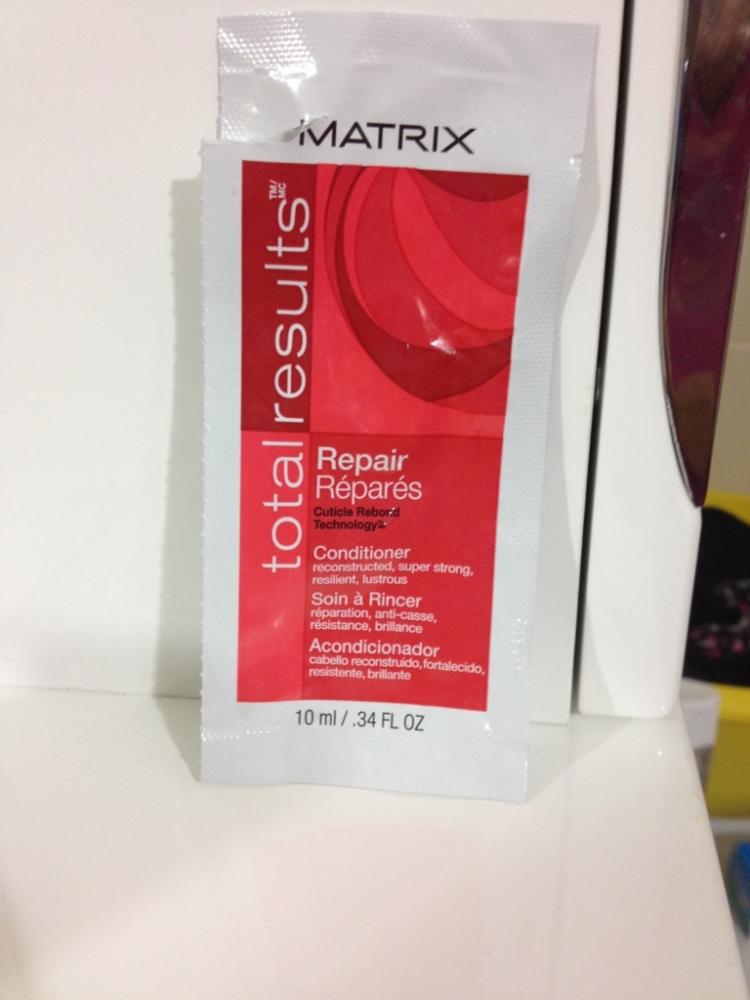 MATRIX
total results TM/MC
Repair
Réparés
Cuticle Rebond
Technology™
Conditioner
reconstructed, super strong,
resilient, lustrous
Soin à Rincer
réparation, anti-casse,
résistance, brillance
Acondicionador
cabello reconstruido, fortalecido,
resistente, brillante
10 ml / .34 FL OZ